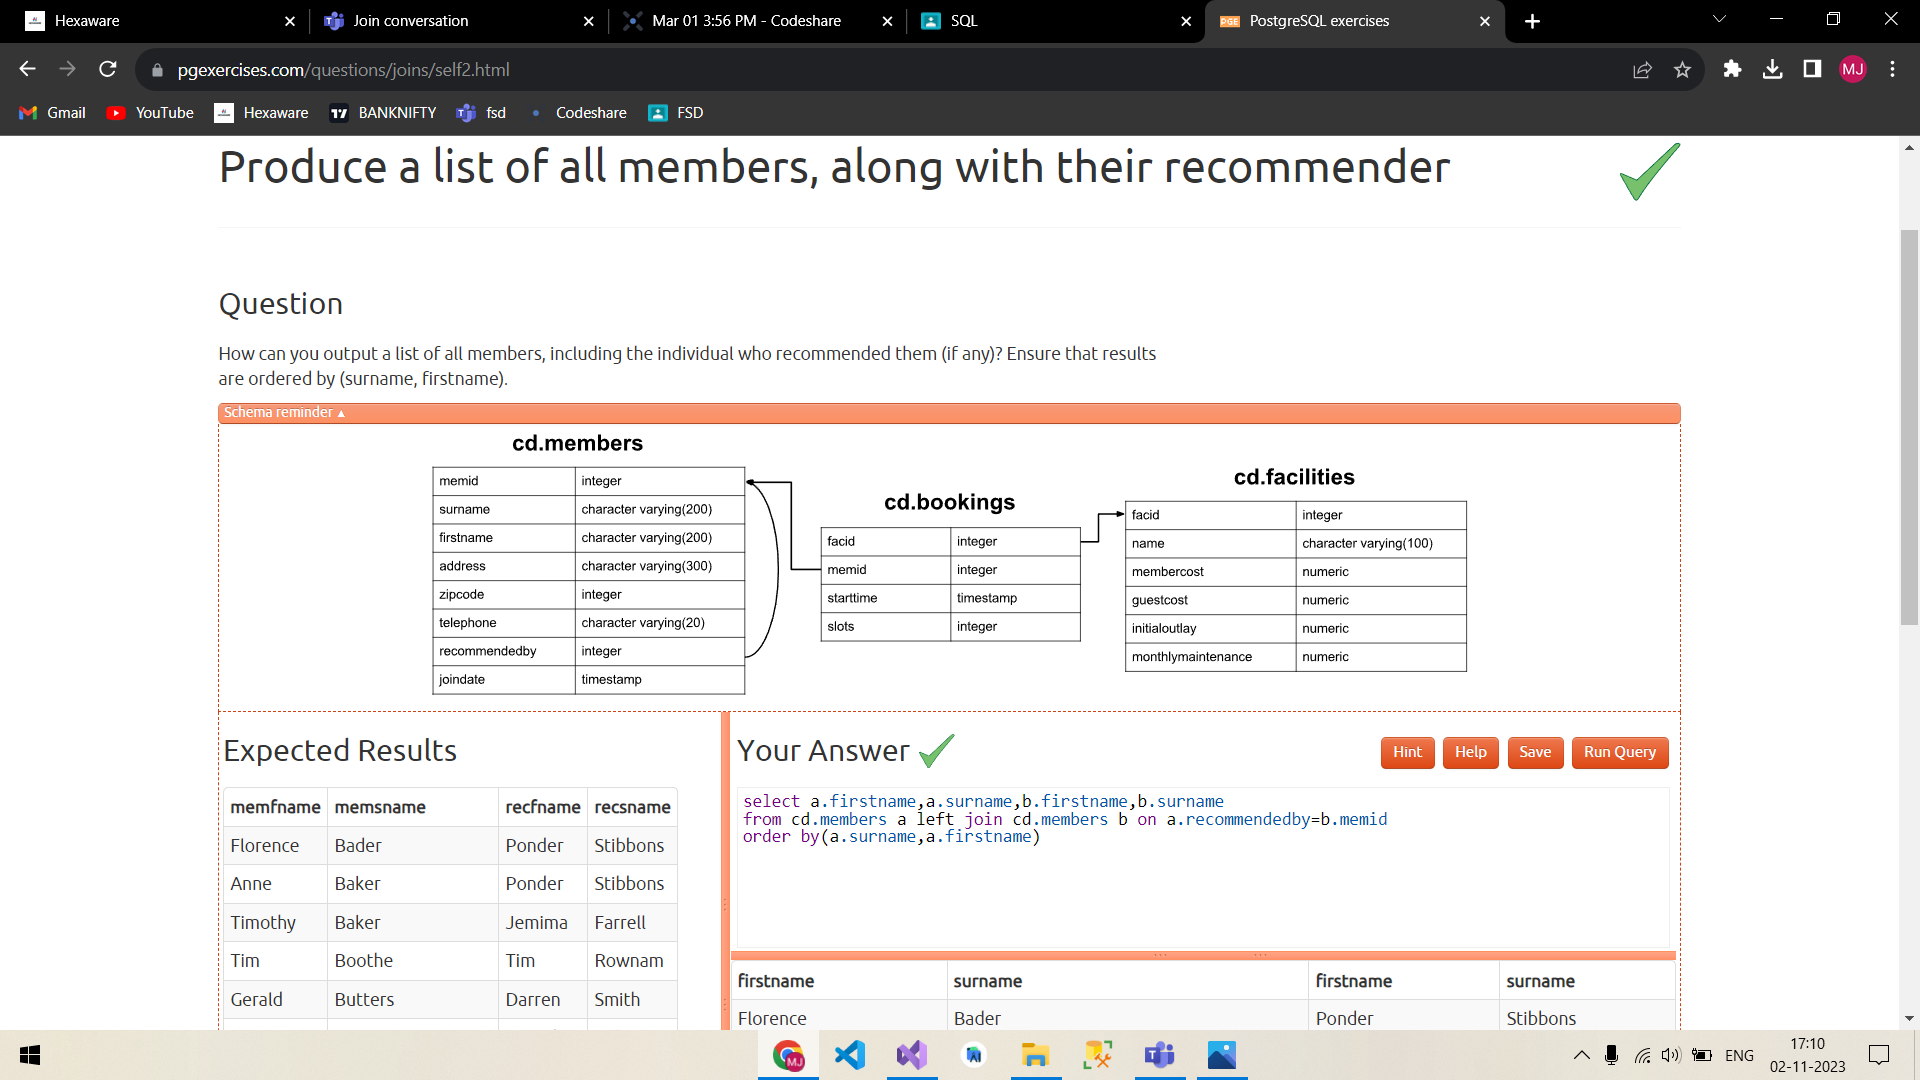 Hexaware
Join conversation
Mar 01 3:56 PM - Codeshare
SQL
PGE PostgreSQL exercises
pgexercises.com/questions/joins/self2.html
MJ
Gmail YouTube Hexaware BANKNIFTY fsd Codeshare FSD
Produce a list of all members, along with their recommender
Question
How can you output a list of all members, including the individual who recommended them (if any)? Ensure that results
are ordered by (surname, firstname).
Schema reminder ▲
cd.members
memid integer
surname character varying(200)
firstname character varying(200)
address character varying(300)
zipcode integer
telephone character varying(20)
recommendedby integer
joindate timestamp
cd.bookings
facid integer
memid integer
starttime timestamp
slots integer
cd.facilities
facid integer
name character varying(100)
membercost numeric
guestcost numeric
initialoutlay numeric
monthlymaintenance numeric
Expected Results
memfname memsname recfname recsname
Florence Bader Ponder Stibbons
Anne Baker Ponder Stibbons
Timothy Baker Jemima Farrell
Tim Boothe Tim Rownam
Gerald Butters Darren Smith
Your Answer
Hint Help Save Run Query
select a.firstname,a.surname,b.firstname,b.surname
from cd.members a left join cd.members b on a.recommendedby=b.memid
order by(a.surname,a.firstname)
firstname surname firstname surname
Florence Bader Ponder Stibbons
MJ
ENG
17:10
02-11-2023